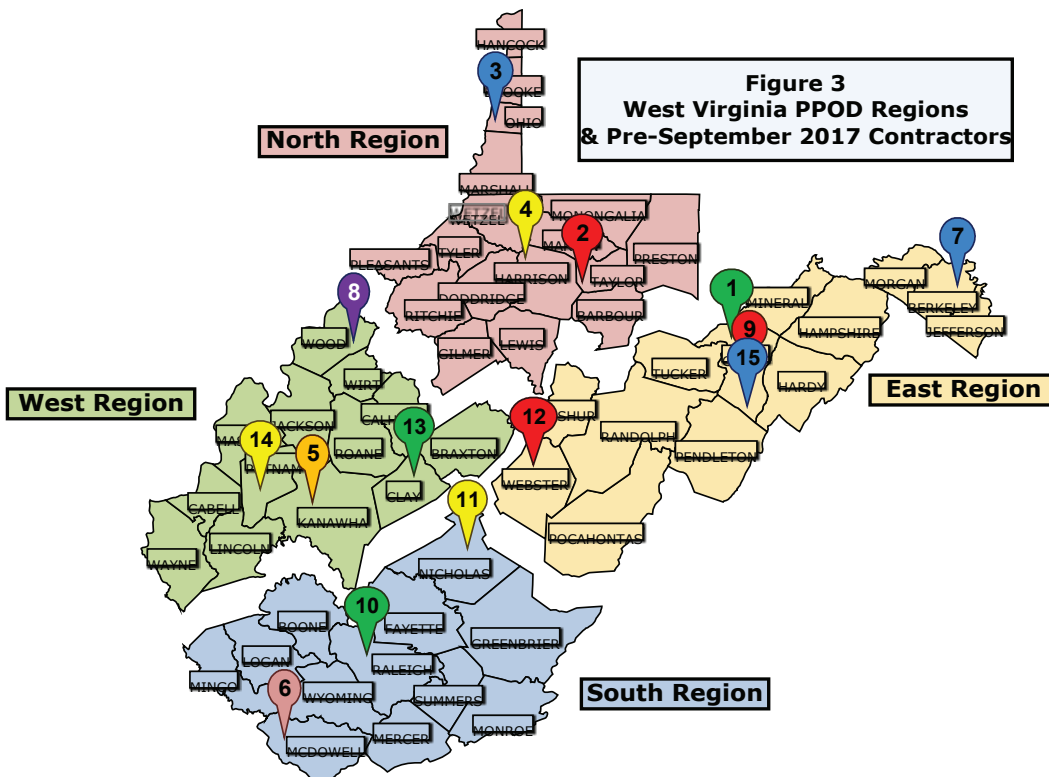 HANCOCK
3
OHIO
Figure 3
West Virginia PPOD Regions
& Pre-September 2017 Contractors
North Region
MARSHALL
WETZEL
4
MONONGALIA
2
7
TYLER
PRESTON
PLEASANTS
HARRISON
TAYLOR
MORGAN
8
DODDRIDGE
1
MINERAL
BERKELEY
RITCHIE
BARBOUR
HAMPSHIRE
JEFFERSON
WOOD
LEWIS
9
GILMER
15
TUCKER
WIRT
HARDY
East Region
West Region
12
JACKSON
13
RANDOLPH
14
5
ROANE
BRAXTON
PENDLETON
CLAY
WEBSTER
11
CABELL
KANAWHA
POCAHONTAS
LINCOLN
WAYNE
NICHOLAS
10
BOONE
FAYETTE
GREENBRIER
LOGAN
RALEIGH
MINGO
6
WYOMING
SUMMERS
South Region
MONROE
MERCER
MCDOWELL